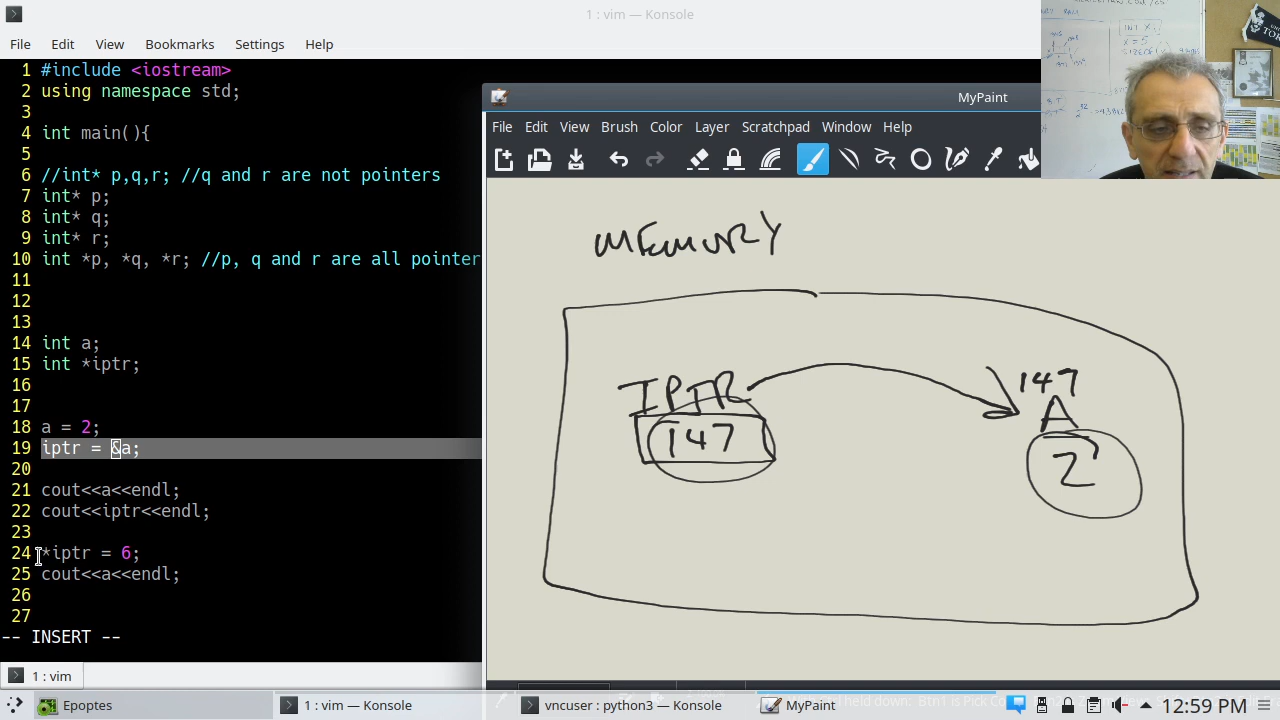 1 : vim — Konsole
File Edit View Bookmarks Settings Help
1 #include <iostream>
2 using namespace std;
3
4 int main(){
5
6 //int* p,q,r; //q and r are not pointers
7 int* p;
8 int* q;
9 int* r;
10 int *p, *q, *r; //p, q and r are all pointer
11
12
13
14 int a;
15 int *iptr;
16
17
18 a = 2;
19 iptr = &a;
20
21 cout<<a<<endl;
22 cout<<iptr<<endl;
23
24 *iptr = 6;
25 cout<<a<<endl;
26
27
-- INSERT --
1 : vim
MyPaint
File Edit View Brush Color Layer Scratchpad Window Help
MEMORY
IPTR
147
147
A
2
INT X;
X = 5
Epoptes
1 : vim — Konsole
vncuser : python3 — Konsole
MyPaint
12:59 PM